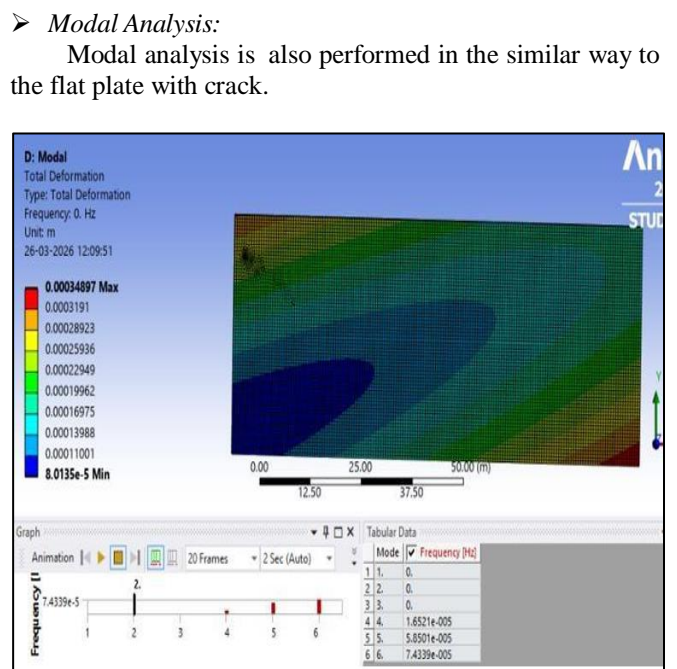 ➢ Modal Analysis:
Modal analysis is also performed in the similar way to
the flat plate with crack.
D: Modal
Total Deformation
Type: Total Deformation
Frequency: 0. Hz
Unit: m
26-03-2026 12:09:51
0.00034897 Max
0.0003191
0.00028923
0.00025936
0.00022949
0.00019962
0.00016975
0.00013988
0.00011001
8.0135e-5 Min
An
2
STUD
Y
Z
0.00 25.00 50.00 (m)
12.50 37.50
Graph
Animation 20 Frames 2 Sec (Auto)
Frequency [
7.4339e-5
2.
1 2 3 4 5 6
Tabular Data
Mode Frequency [Hz]
1 1. 0.
2 2. 0.
3 3. 0.
4 4. 1.6521e-005
5 5. 5.8501e-005
6 6. 7.4339e-005